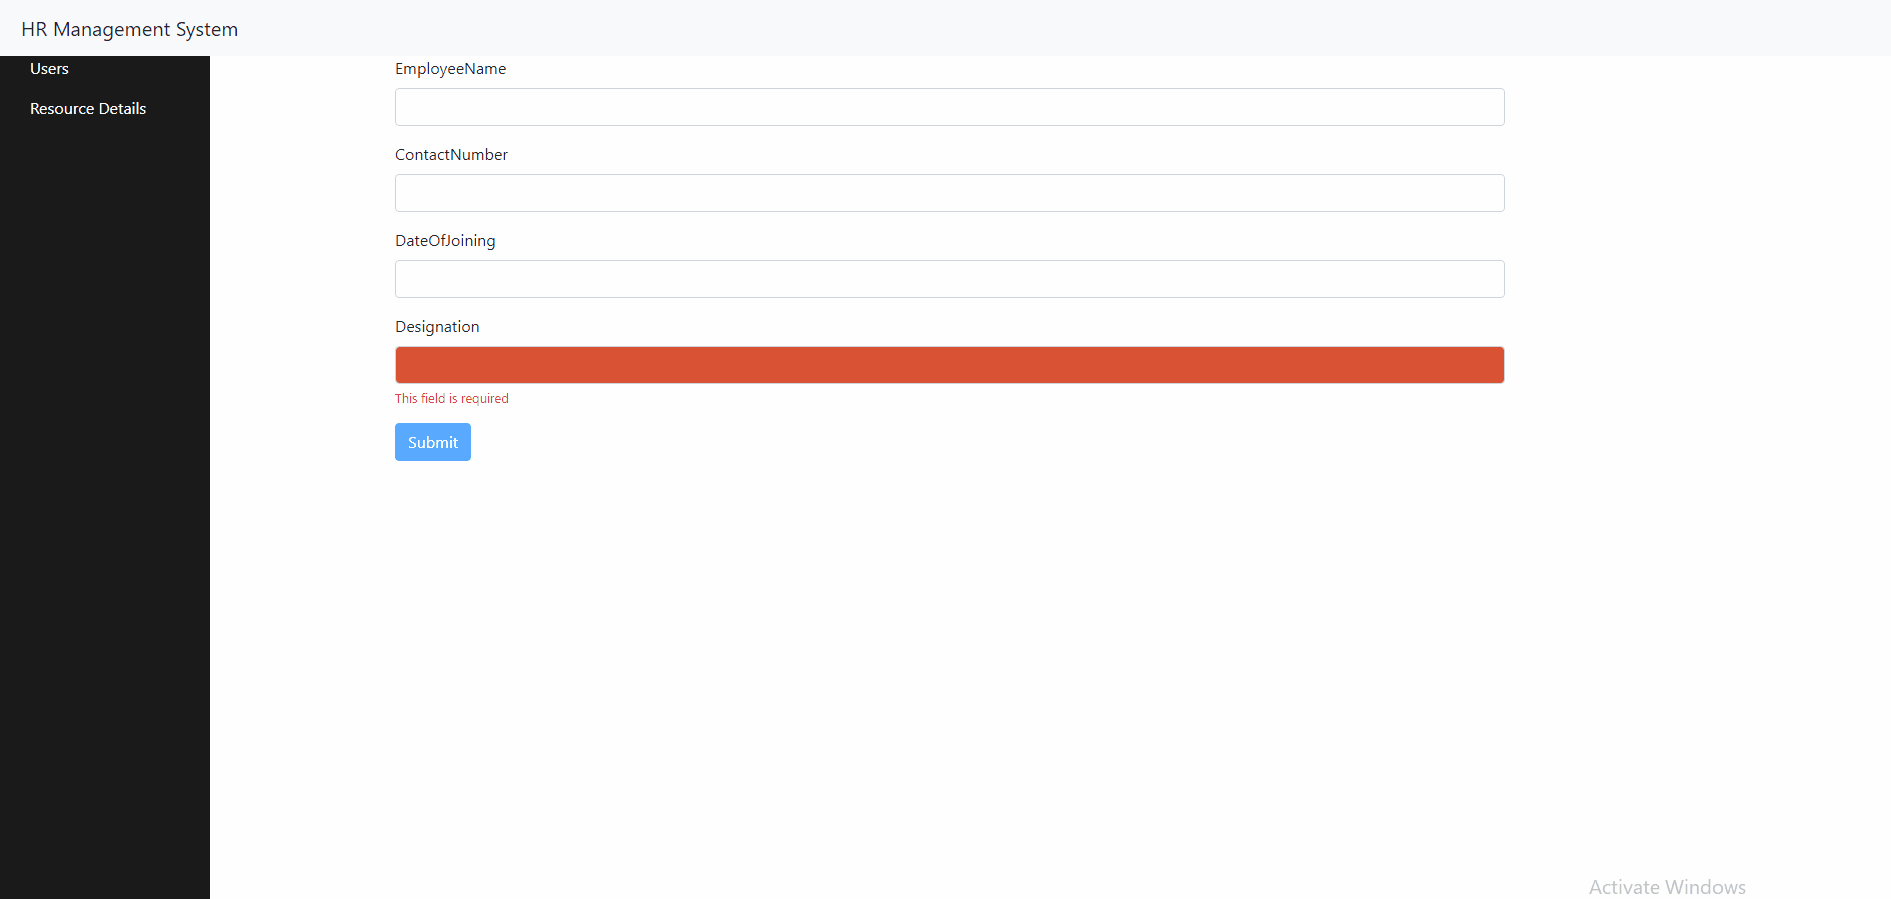 HR Management System
Users
Resource Details
EmployeeName
ContactNumber
DateOfJoining
Designation
This field is required
Submit
Activate Windows